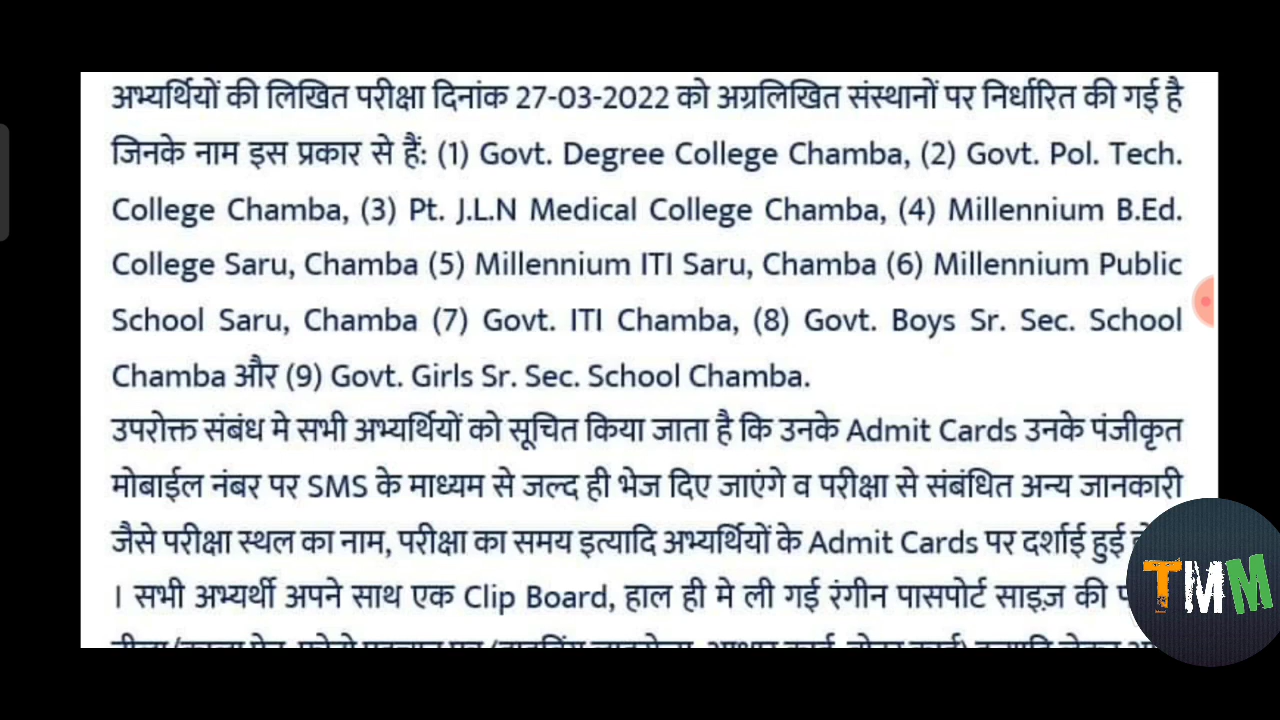 अभ्यर्थियों की लिखित परीक्षा दिनांक 27-03-2022 को अग्रलिखित संस्थानों पर निर्धारित की गई है
जिनके नाम इस प्रकार से हैं: (1) Govt. Degree College Chamba, (2) Govt. Pol. Tech.
College Chamba, (3) Pt. J.L.N Medical College Chamba, (4) Millennium B.Ed.
College Saru, Chamba (5) Millennium ITI Saru, Chamba (6) Millennium Public
School Saru, Chamba (7) Govt. ITI Chamba, (8) Govt. Boys Sr. Sec. School
Chamba और (9) Govt. Girls Sr. Sec. School Chamba.
उपरोक्त संबंध मे सभी अभ्यर्थियों को सूचित किया जाता है कि उनके Admit Cards उनके पंजीकृत
मोबाईल नंबर पर SMS के माध्यम से जल्द ही भेज दिए जाएंगे व परीक्षा से संबंधित अन्य जानकारी
जैसे परीक्षा स्थल का नाम, परीक्षा का समय इत्यादि अभ्यर्थियों के Admit Cards पर दर्शाई हुई
। सभी अभ्यर्थी अपने साथ एक Clip Board, हाल ही मे ली गई रंगीन पासपोर्ट साइज़ की
TMM